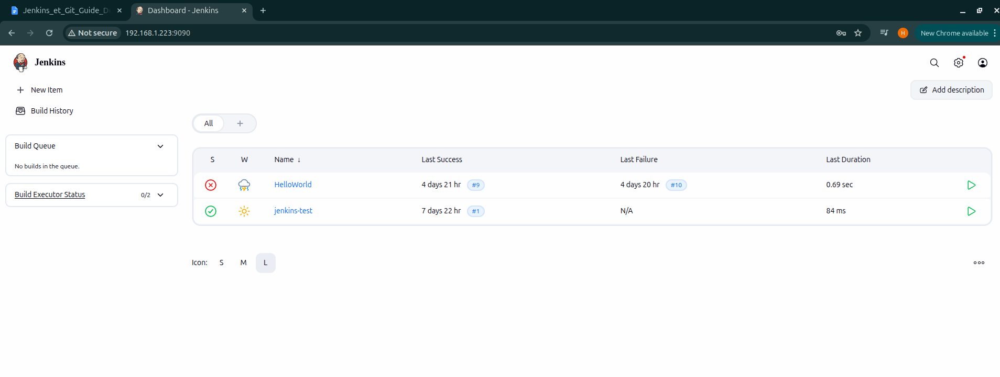 Jenkins_et_Git_Guide_D
Dashboard - Jenkins
Not secure
192.168.1.223:9090
H
New Chrome available
Jenkins
New Item
Add description
Build History
All
Build Queue
No builds in the queue.
Build Executor Status
0/2
S W Name ↓ Last Success Last Failure Last Duration
HelloWorld 4 days 21 hr #9 4 days 20 hr #10 0.69 sec
jenkins-test 7 days 22 hr #1 N/A 84 ms
Icon: S M L